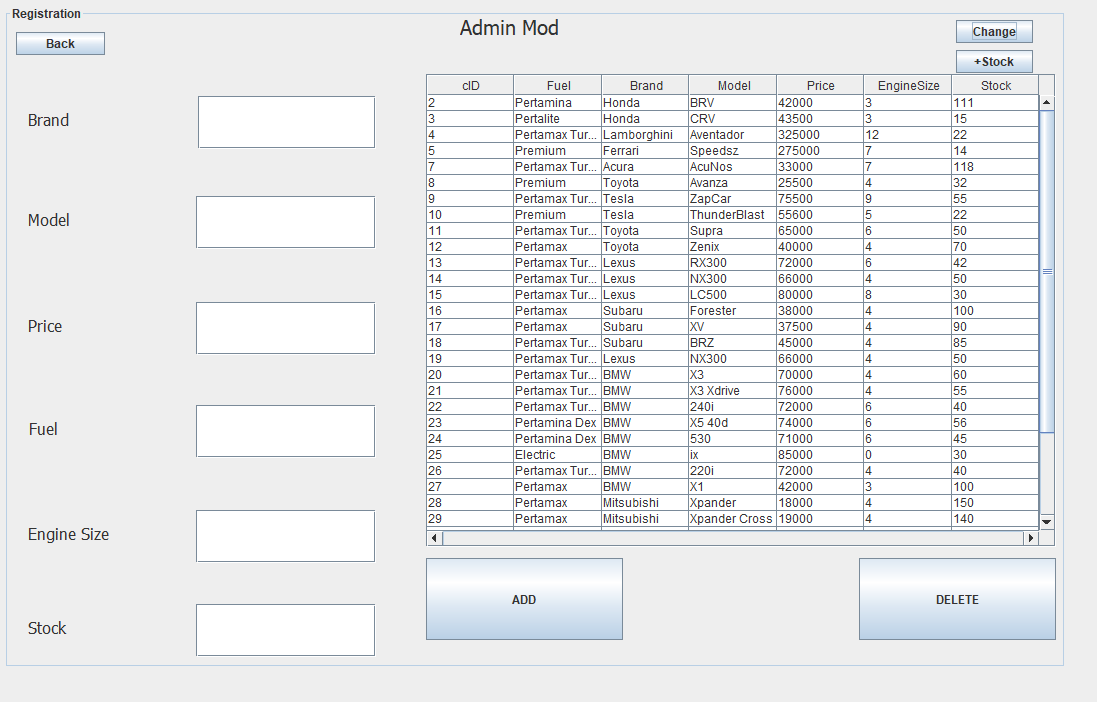 Registration
Admin Mod
Back
Change
+Stock
cID Fuel Brand Model Price EngineSize Stock
2 Pertamina Honda BRV 42000 3 111
3 Pertalite Honda CRV 43500 3 15
4 Pertamax Tur... Lamborghini Aventador 325000 12 22
5 Premium Ferrari Speedsz 275000 7 14
7 Pertamax Tur... Acura AcuNos 33000 7 118
8 Premium Toyota Avanza 25500 4 32
9 Pertamax Tur... Tesla ZapCar 75500 9 55
10 Premium Tesla ThunderBlast 55600 5 22
11 Pertamax Tur... Toyota Supra 65000 6 50
12 Pertamax Toyota Zenix 40000 4 70
13 Pertamax Tur... Lexus RX300 72000 6 42
14 Pertamax Tur... Lexus NX300 66000 4 50
15 Pertamax Tur... Lexus LC500 80000 8 30
16 Pertamax Subaru Forester 38000 4 100
17 Pertamax Subaru XV 37500 4 90
18 Pertamax Tur... Subaru BRZ 45000 4 85
19 Pertamax Tur... Lexus NX300 66000 4 50
20 Pertamax Tur... BMW X3 70000 4 60
21 Pertamax Tur... BMW X3 Xdrive 76000 4 55
22 Pertamax Tur... BMW 240i 72000 6 40
23 Pertamina Dex BMW X5 40d 74000 6 56
24 Pertamina Dex BMW 530 71000 6 45
25 Electric BMW ix 85000 0 30
26 Pertamax Tur... BMW 220i 72000 4 40
27 Pertamax BMW X1 42000 3 100
28 Pertamax Mitsubishi Xpander 18000 4 150
29 Pertamax Mitsubishi Xpander Cross 19000 4 140
Brand
Model
Price
Fuel
Engine Size
Stock
ADD
DELETE